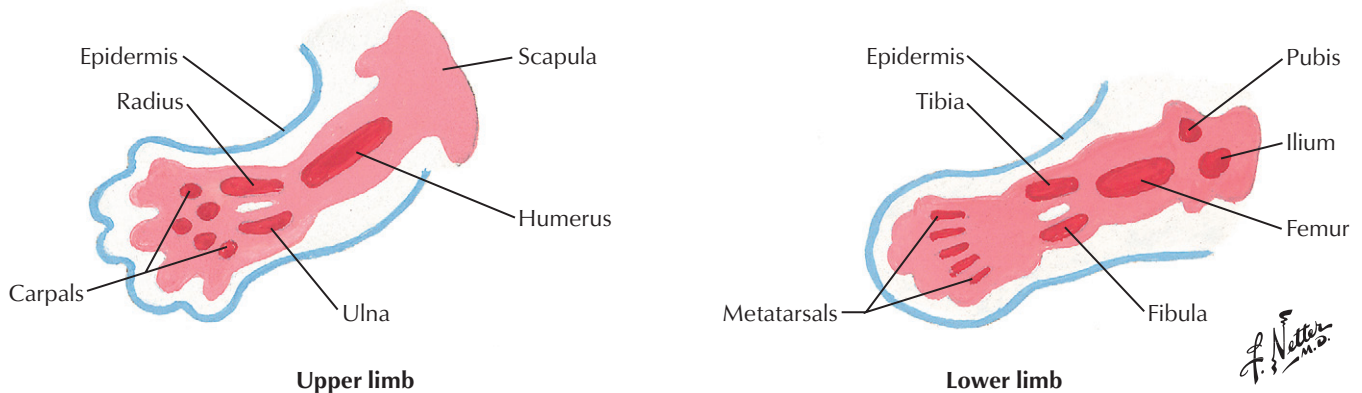 Epidermis
Radius
Carpals
Ulna
Scapula
Humerus
Upper limb
Epidermis
Tibia
Metatarsals
Fibula
Pubis
Ilium
Femur
Lower limb
F. Netter
M.D.